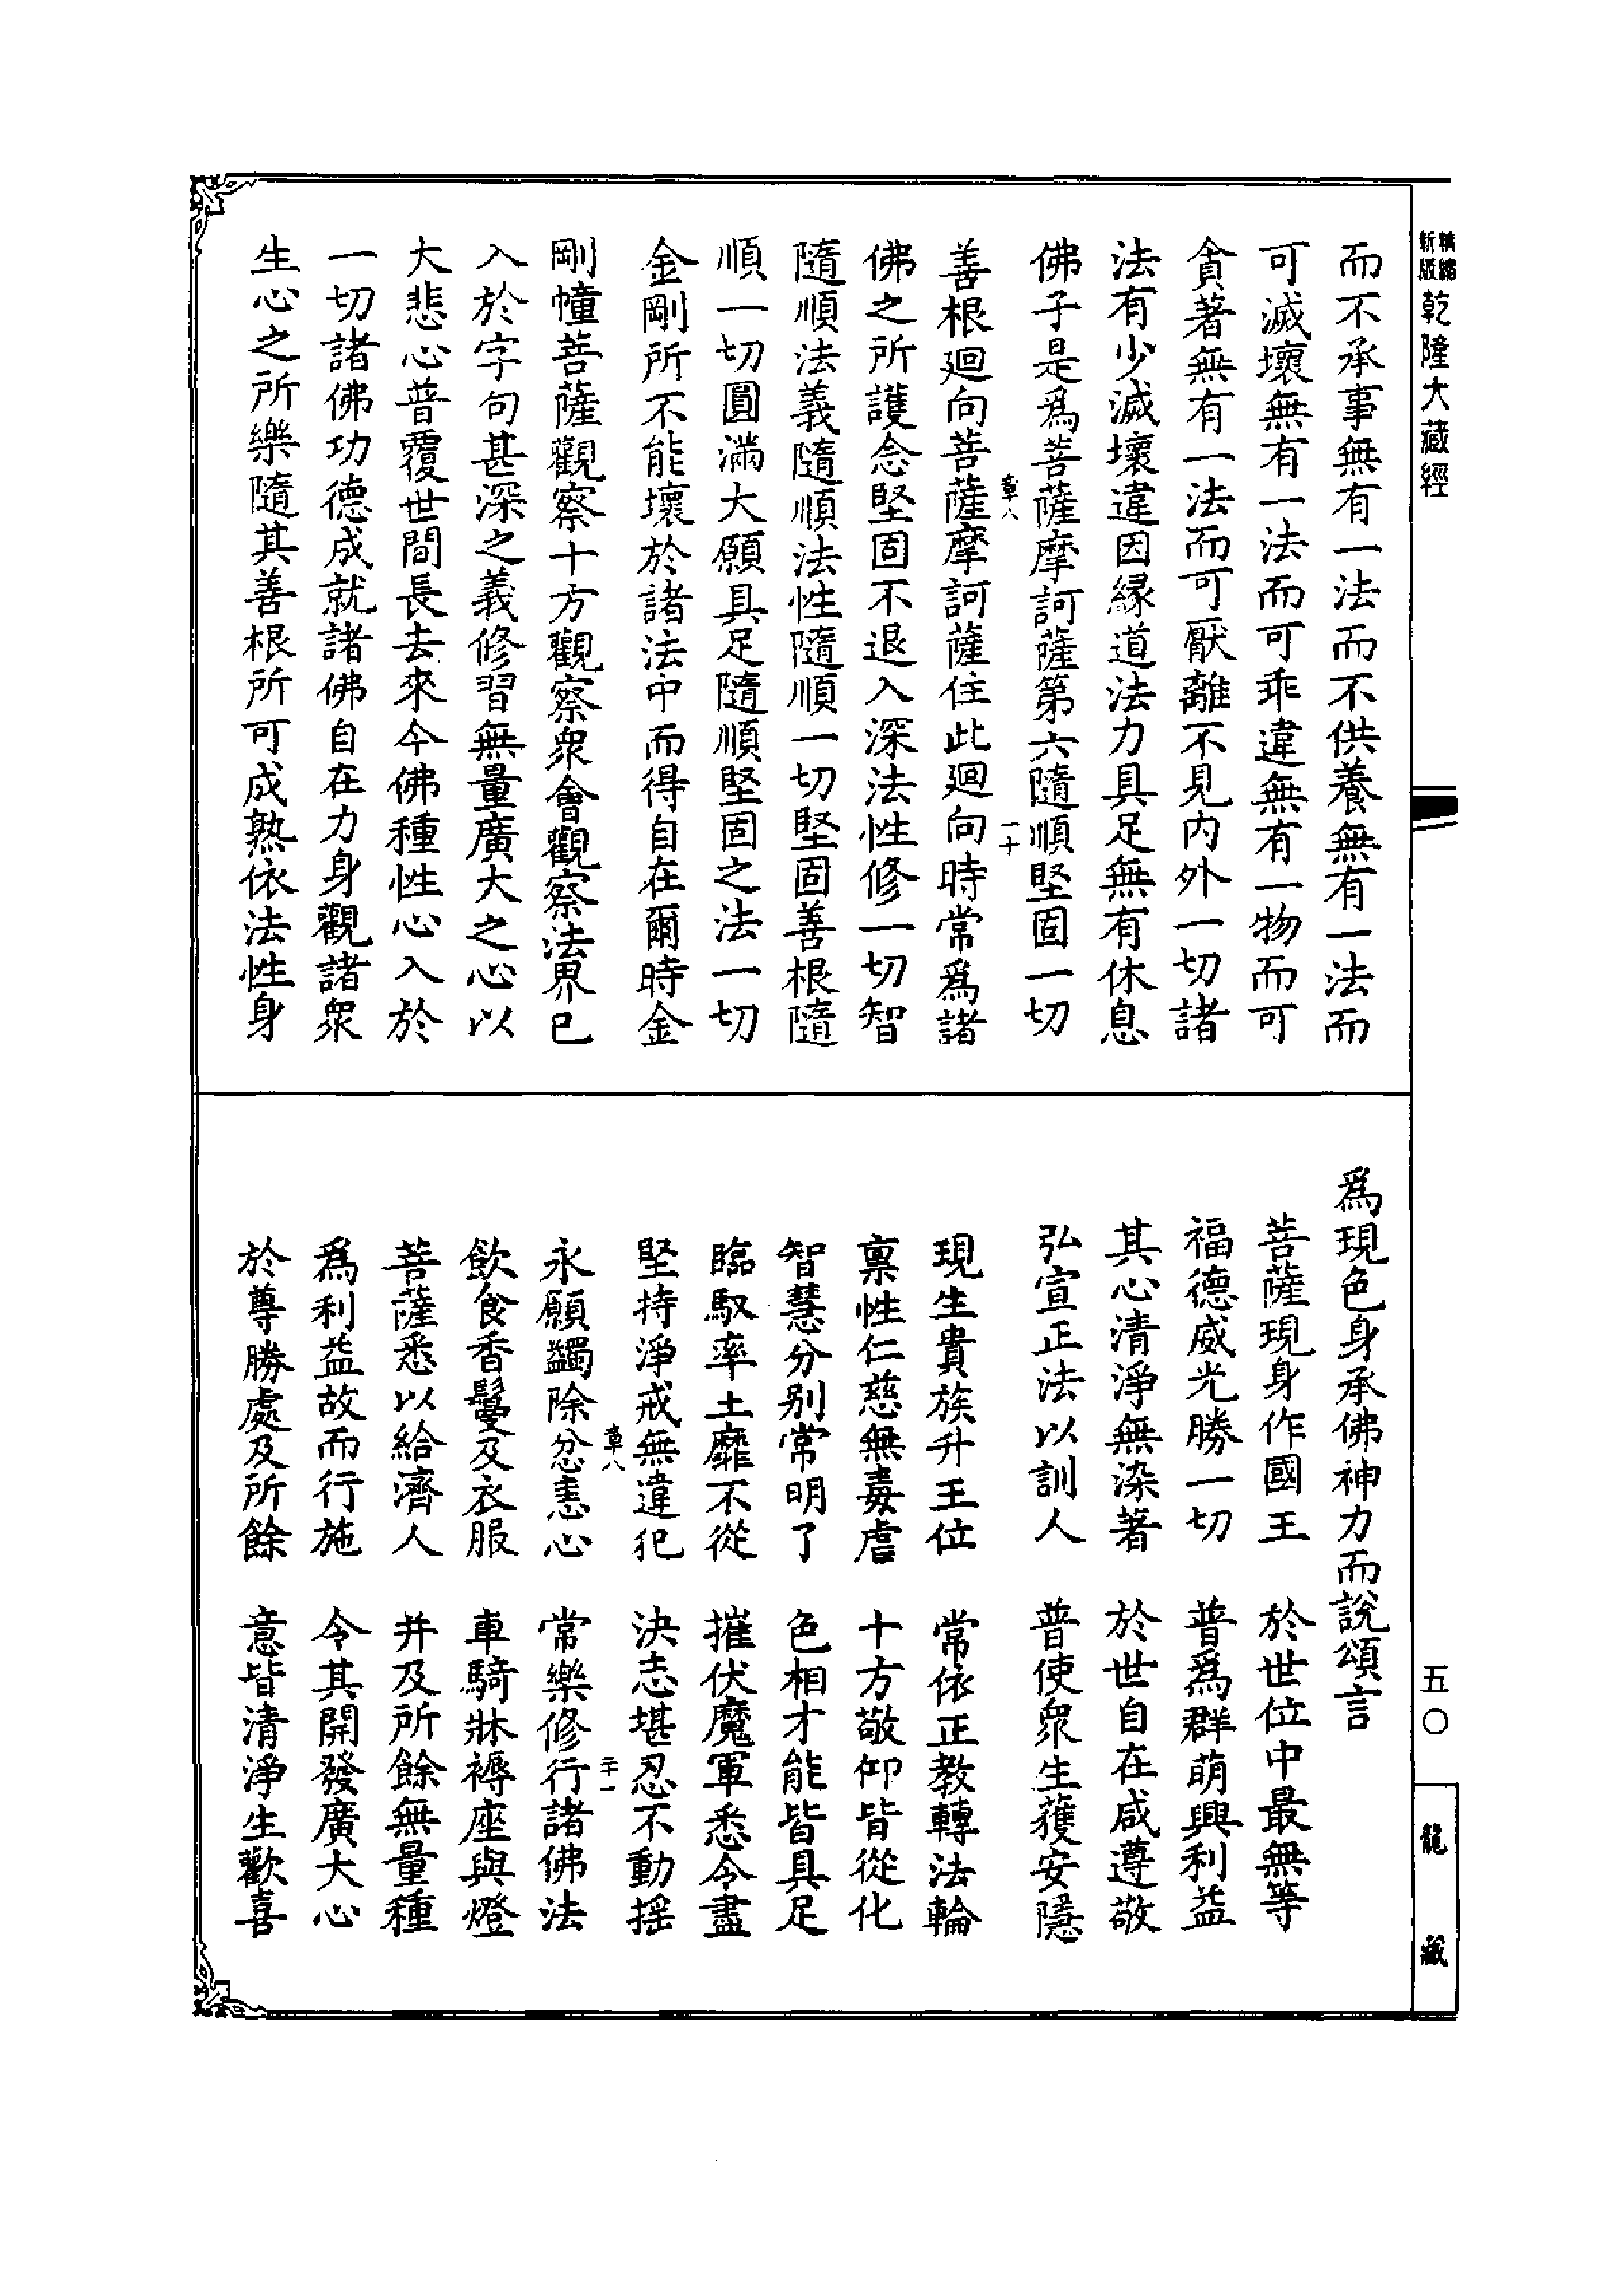 精縮
新版
乾隆大藏經
而不承事無有一法而不供養無有一法而
可滅壞無有一法而可乖違無有一物而可
貪著無有一法而可厭離不見內外一切諸
法有少滅壞違因緣道法力具足無有休息
佛子是爲菩薩摩訶薩第六隨順堅固一切
章八
二十
善根廻向菩薩摩訶薩住此廻向時常爲諸
佛之所護念堅固不退入深法性修一切智
隨順法義隨順法性隨順一切堅固善根隨
順一切圓滿大願具足隨順堅固之法一切
金剛所不能壞於諸法中而得自在爾時金
剛幢菩薩觀察十方觀察眾會觀察法界已
入於字句甚深之義修習無量廣大之心以
大悲心普覆世間長去來今佛種性心入於
一切諸佛功德成就諸佛自在力身觀諸眾
生心之所樂隨其善根所可成熟依法性身
爲現色身承佛神力而說頌言
菩薩現身作國王　於世位中最無等
福德威光勝一切　普爲群萌興利益
其心清淨無染著　於世自在咸遵敬
弘宣正法以訓人　普使眾生獲安隱
現生貴族升王位　常依正教轉法輪
稟性仁慈無毒虐　十方敬仰皆從化
智慧分別常明了　色相才能皆具足
臨馭率土靡不從　摧伏魔軍悉令盡
堅持淨戒無違犯　決志堪忍不動搖
章八
二十一
永願蠲除忿恚心　常樂修行諸佛法
飲食香鬘及衣服　車騎牀褥座與燈
菩薩悉以給濟人　并及所餘無量種
爲利益故而行施　令其開發廣大心
於尊勝處及所餘　意皆清淨生歡喜
五〇
龍藏